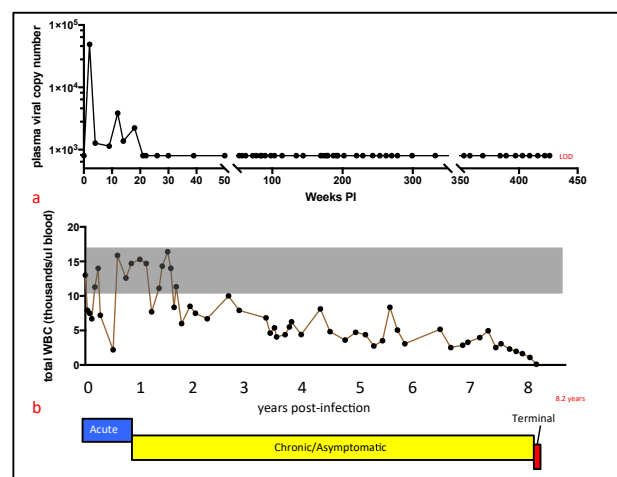 plasma viral copy number
1×10⁵
1×10⁴
1×10³
LOD
0 10 20 30 40 50 100 200 300 350 400 450
Weeks PI
a
total WBC (thousands/ul blood)
20
15
10
5
0
0 1 2 3 4 5 6 7 8
8.2 years
years post-infection
b
Terminal
Acute
Chronic/Asymptomatic